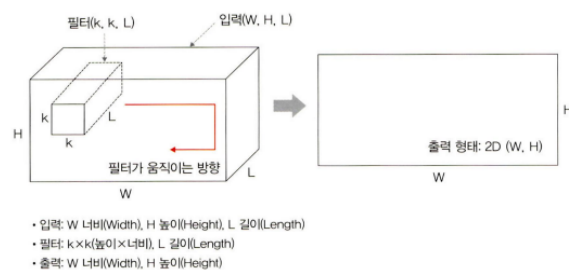 필터(k, k, L)
입력(W, H, L)
k
L
k
H
필터가 움직이는 방향
L
W
출력 형태: 2D (W, H)
H
W
• 입력: W 너비(Width), H 높이(Height), L 길이(Length)
• 필터: k×k(높이×너비), L 길이(Length)
• 출력: W 너비(Width), H 높이(Height)